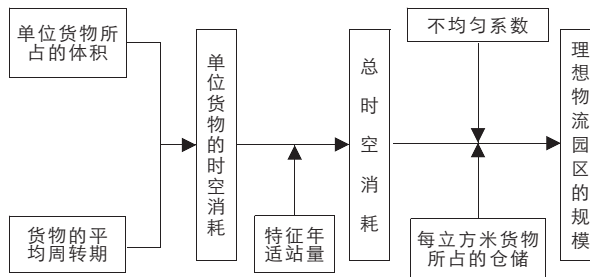 单位货物所
占的体积
货物的平
均周转期
单位货物的时空消耗
特征年
适站量
总时空消耗
不均匀系数
每立方米货物
所占的仓储
理想物流园区的规模